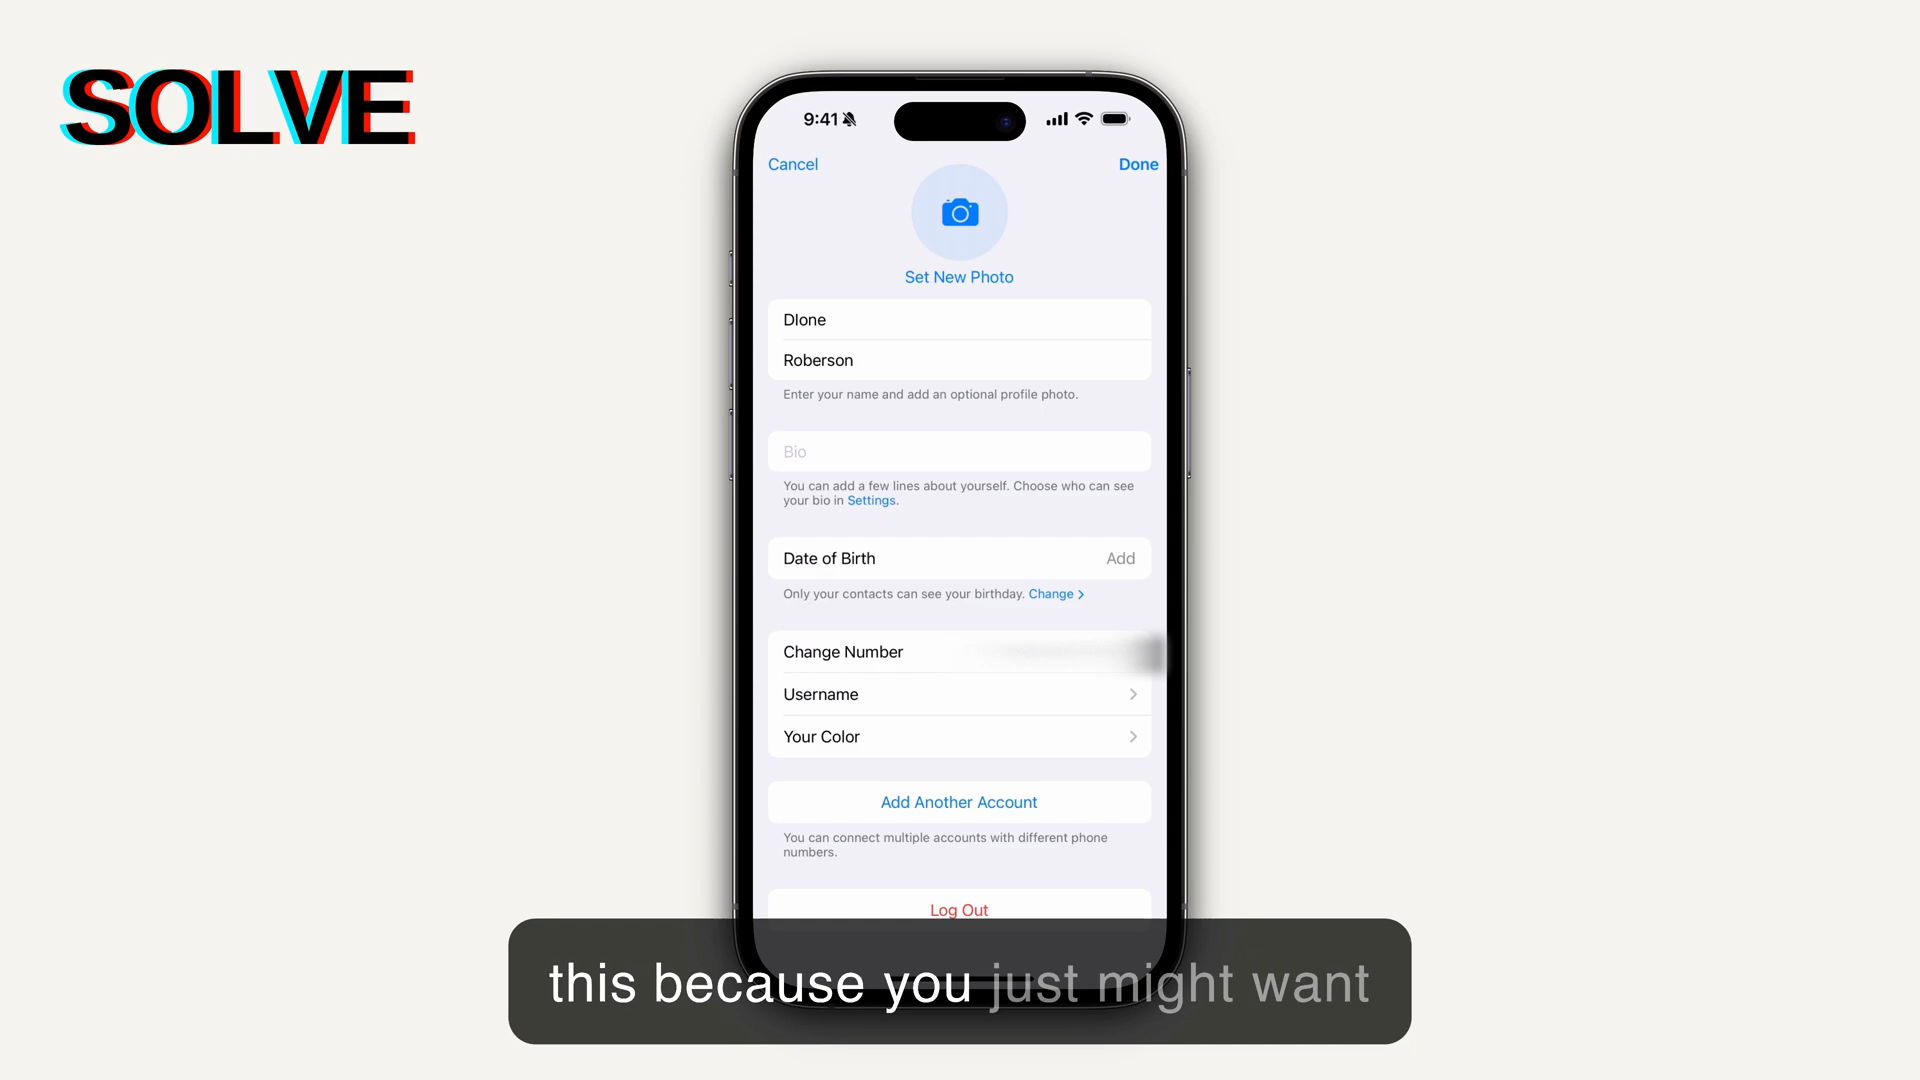 SOLVE
9:41
Cancel
Done
Set New Photo
Dlone
Roberson
Enter your name and add an optional profile photo.
Bio
You can add a few lines about yourself. Choose who can see
your bio in Settings.
Date of Birth
Add
Only your contacts can see your birthday. Change >
Change Number
Username
Your Color
Add Another Account
You can connect multiple accounts with different phone
numbers.
Log Out
this because you just might want